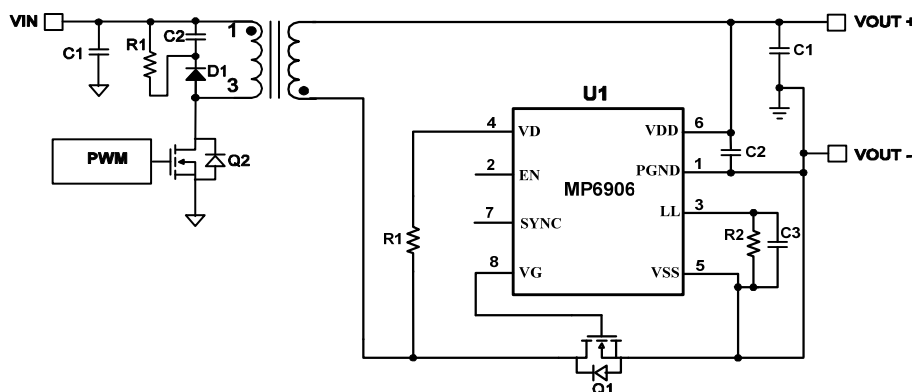 VIN
VOUT +
C1
R1
C2
1
D1
3
C1
U1
PWM
Q2
4
VD
VDD
6
C2
VOUT -
2
EN
PGND
1
MP6906
7
SYNC
LL
3
R1
R2
C3
8
VG
VSS
5
Q1